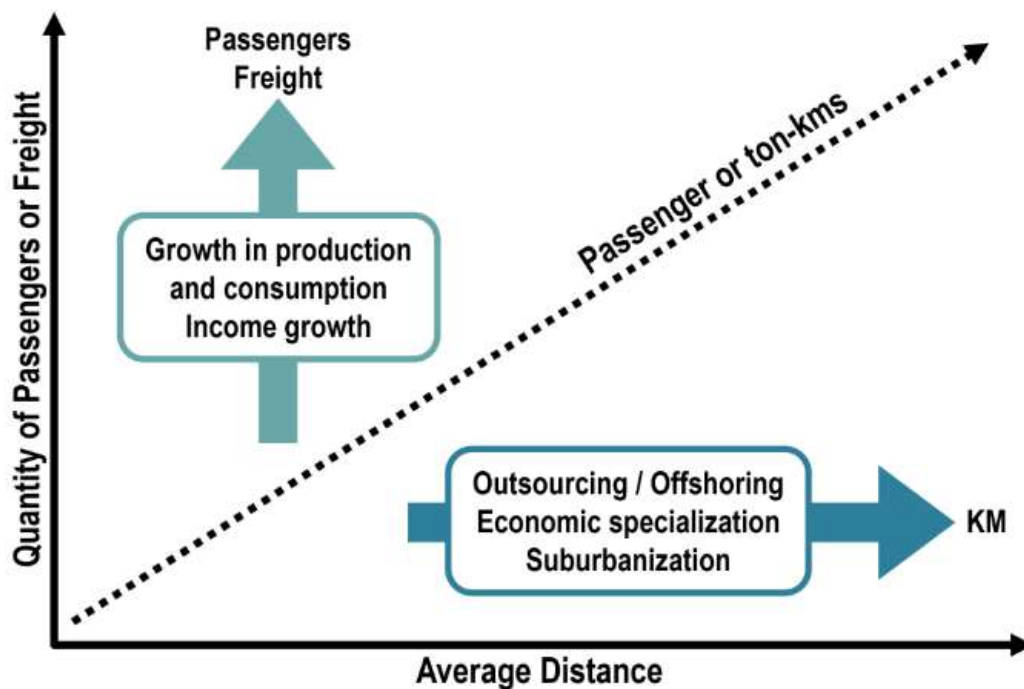 Quantity of Passengers or Freight
Passengers
Freight
Growth in production
and consumption
Income growth
Passenger or ton-kms
Outsourcing / Offshoring
Economic specialization
Suburbanization
KM
Average Distance